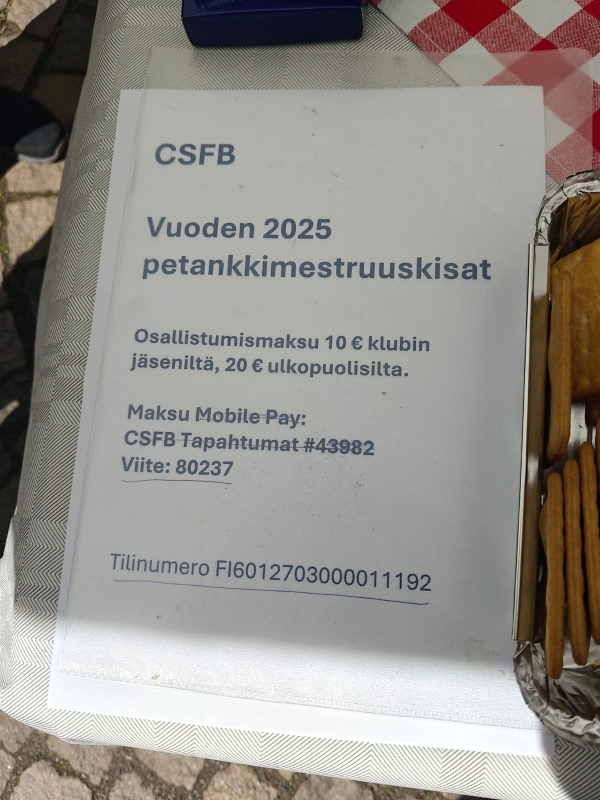 CSFB
Vuoden 2025
petankkimestruuskisat
Osallistumismaksu 10 € klubin
jäseniltä, 20 € ulkopuolisilta.
Maksu Mobile Pay:
CSFB Tapahtumat #43982
Viite: 80237
Tilinumero FI6012703000011192